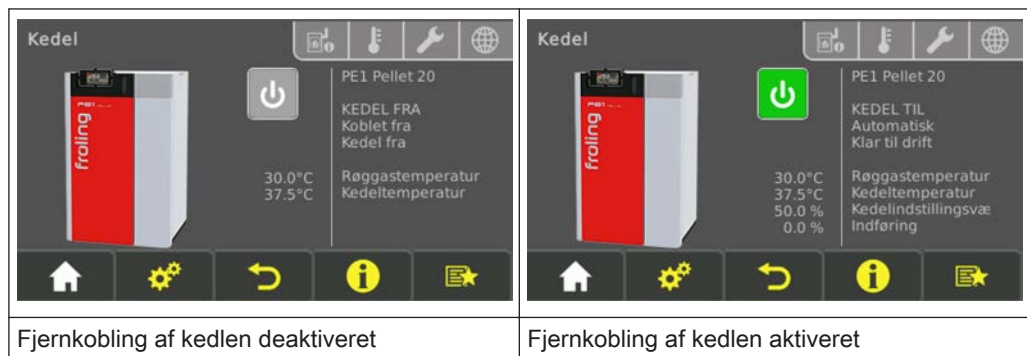 Kedel
PE1 Pellet 20
KEDEL FRA
Koblet fra
Kedel fra
30.0°C Røggastemperatur
37.5°C Kedeltemperatur
froling
PE1
Fjernkobling af kedlen deaktiveret
Kedel
PE1 Pellet 20
KEDEL TIL
Automatisk
Klar til drift
30.0°C Røggastemperatur
37.5°C Kedeltemperatur
50.0 % Kedelindstillingsvæ
0.0 % Indføring
froling
PE1
Fjernkobling af kedlen aktiveret